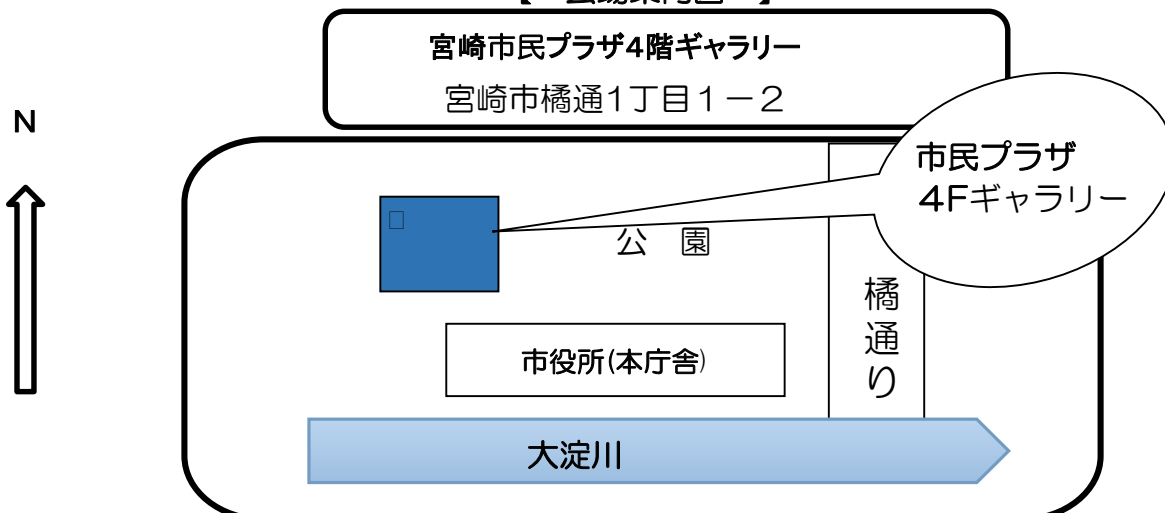 宮崎市民プラザ4階ギャラリー
宮崎市橘通1丁目1－2
N
市民プラザ
4Fギャラリー
公　園
橘通り
市役所(本庁舎)
大淀川